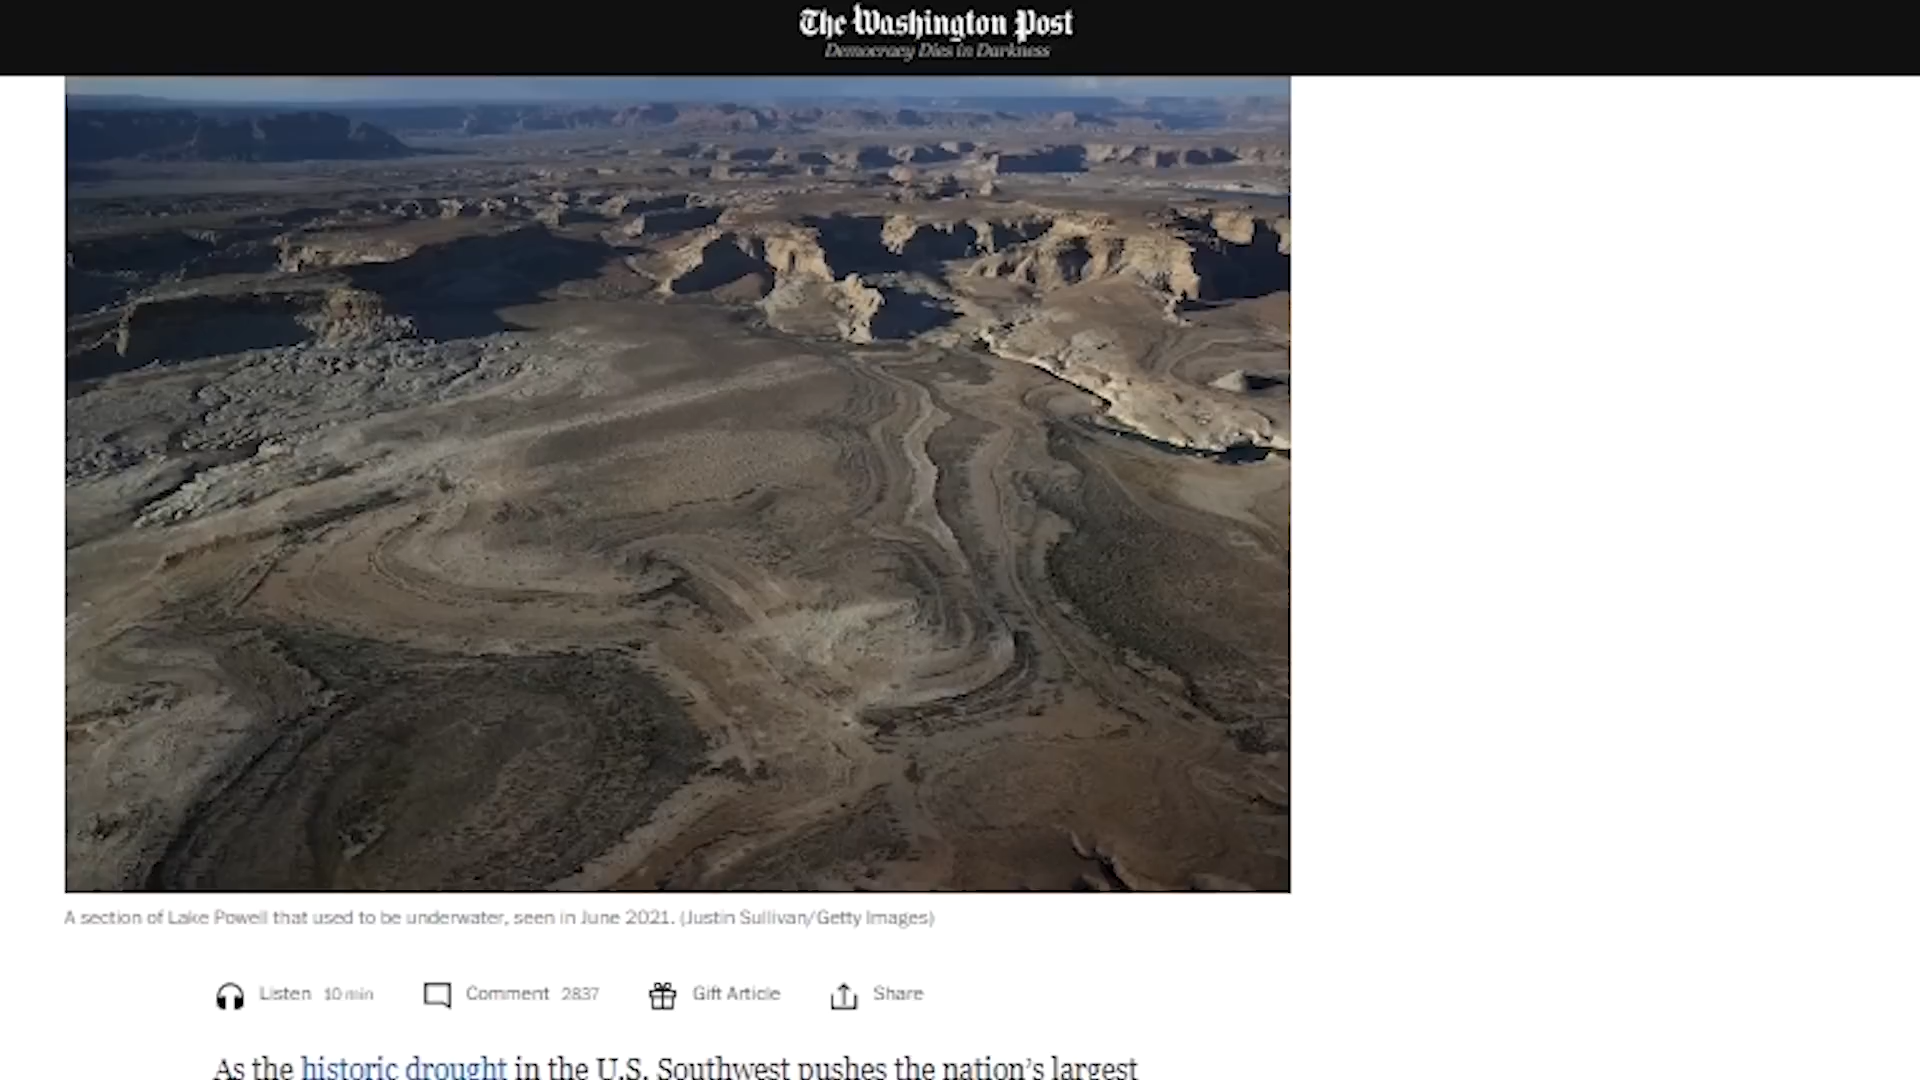 The Washington Post
Democracy Dies in Darkness
A section of Lake Powell that used to be underwater, seen in June 2021. (Justin Sullivan/Getty Images)
Listen 10 min Comment 2837 Gift Article Share
As the historic drought in the U.S. Southwest pushes the nation’s largest